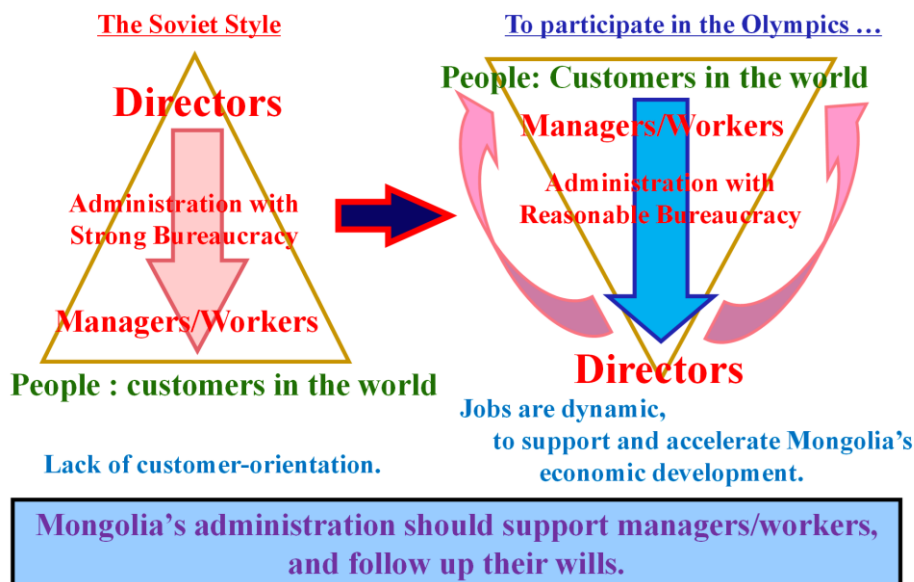 The Soviet Style
Directors
Administration with
Strong Bureaucracy
Managers/Workers
People : customers in the world
Lack of customer-orientation.
To participate in the Olympics …
People: Customers in the world
Managers/Workers
Administration with
Reasonable Bureaucracy
Directors
Jobs are dynamic,
to support and accelerate Mongolia's
economic development.
Mongolia's administration should support managers/workers,
and follow up their wills.